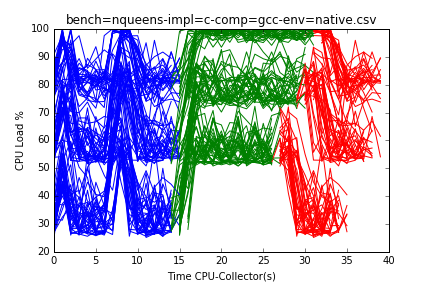 bench=nqueens-impl=c-comp=gcc-env=native.csv
100
90
80
70
60
50
40
30
20
CPU Load %
0 5 10 15 20 25 30 35 40
Time CPU-Collector(s)